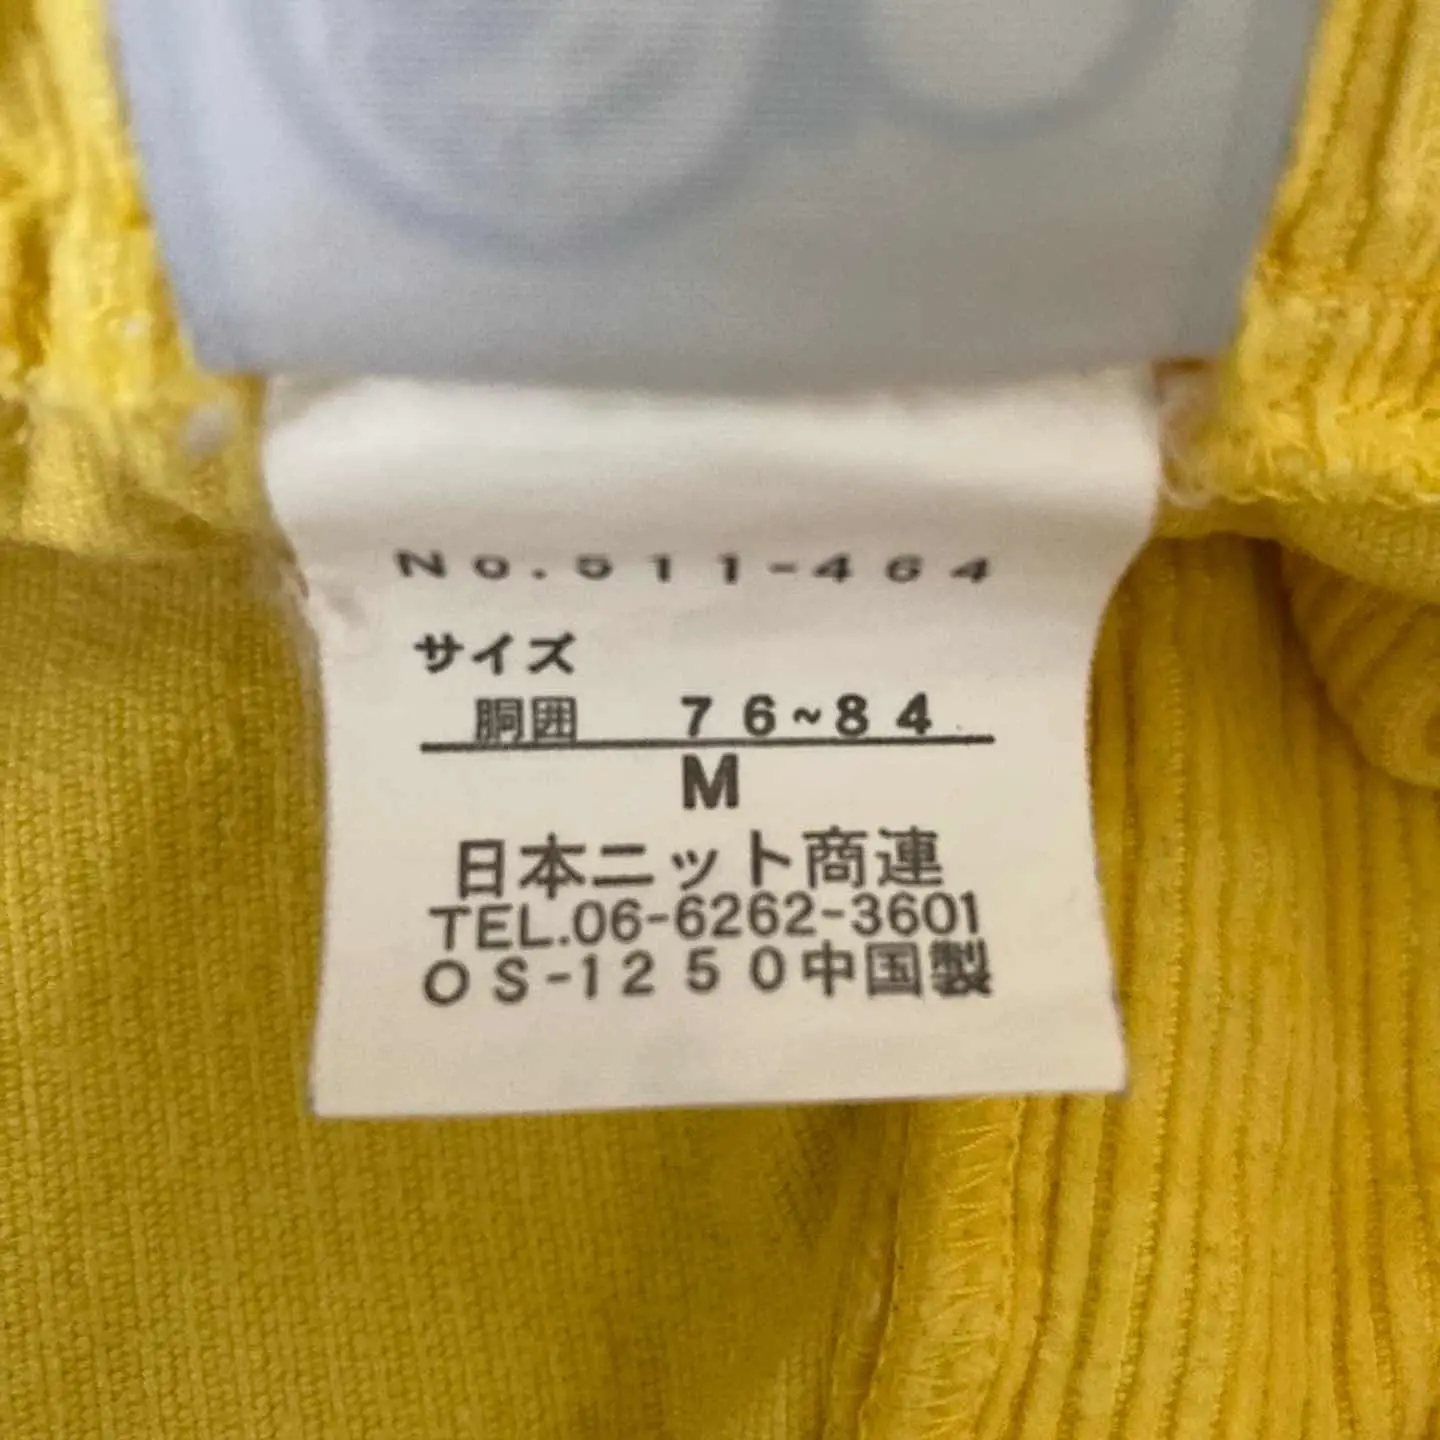 No.511-464
サイズ
胴囲 76~84
M
日本ニット商連
TEL.06-6262-3601
OS-1250中国製